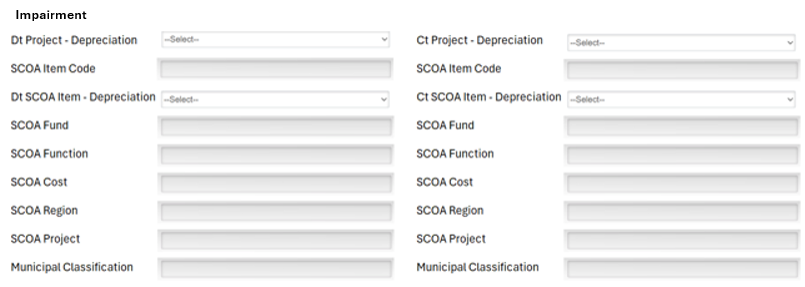 Impairment
Dt Project - Depreciation --Select-- Ct Project - Depreciation --Select--
SCOA Item Code SCOA Item Code
Dt SCOA Item - Depreciation --Select-- Ct SCOA Item - Depreciation --Select--
SCOA Fund SCOA Fund
SCOA Function SCOA Function
SCOA Cost SCOA Cost
SCOA Region SCOA Region
SCOA Project SCOA Project
Municipal Classification Municipal Classification